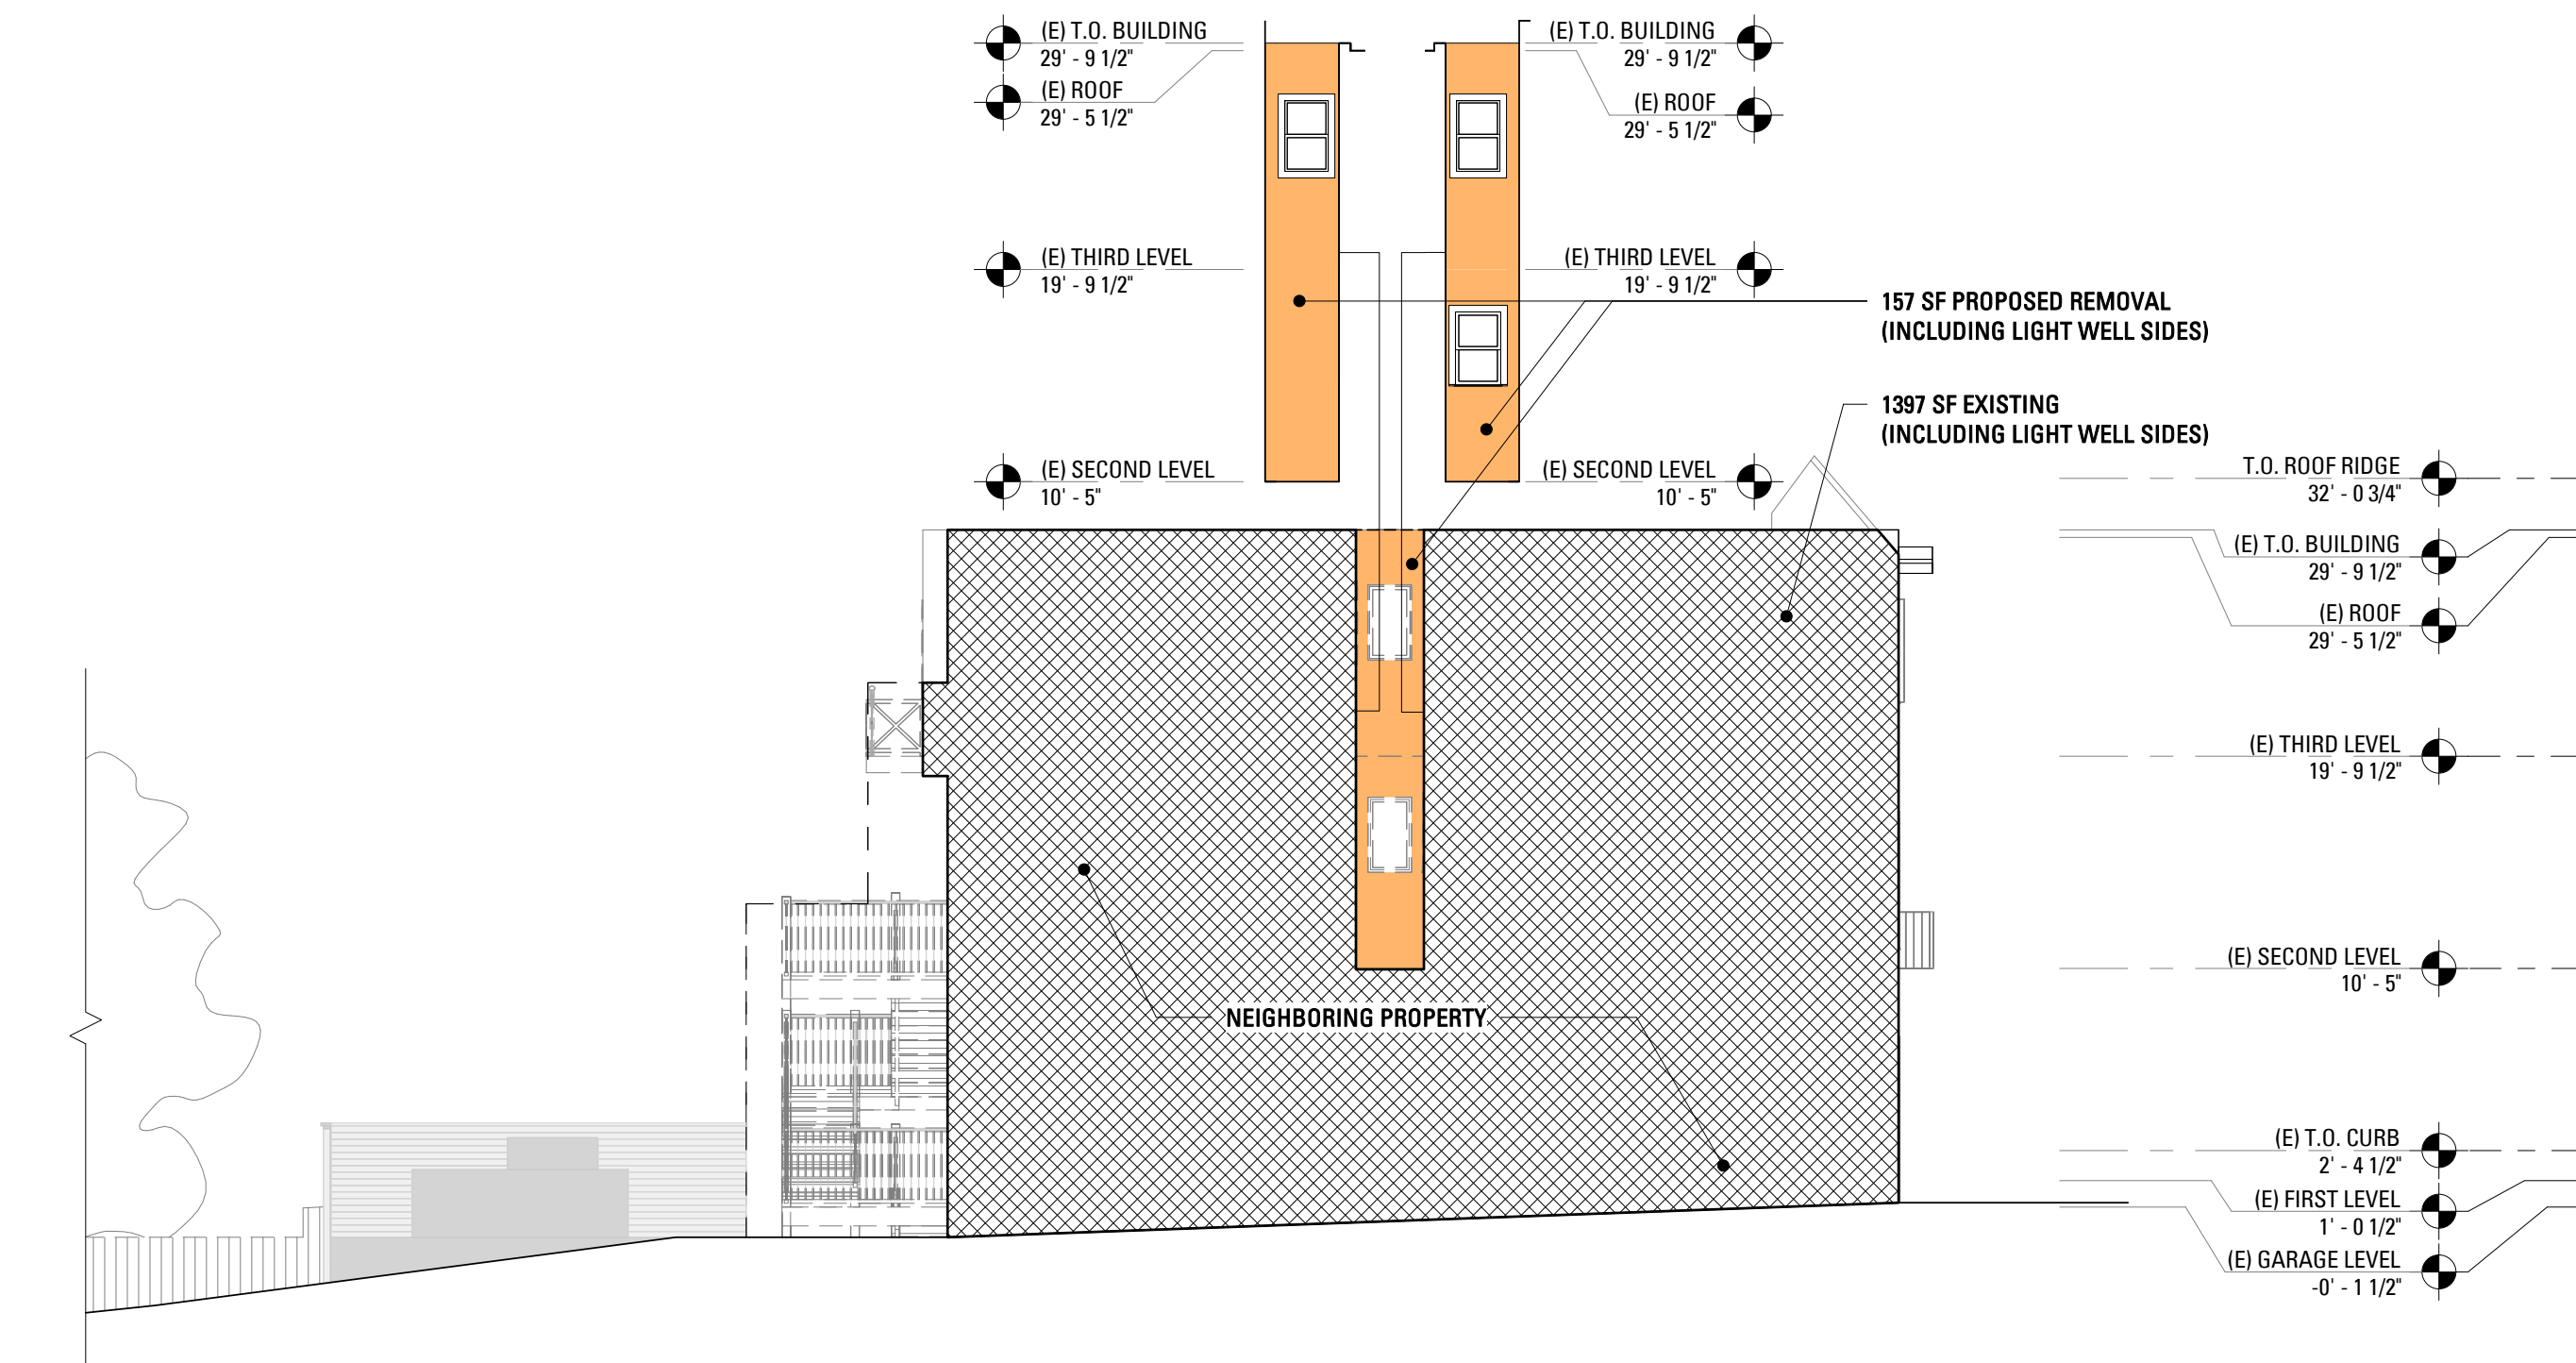 (E) T.O. BUILDING
29' - 9 1/2"
(E) ROOF
29' - 5 1/2"
(E) THIRD LEVEL
19' - 9 1/2"
(E) SECOND LEVEL
10' - 5"
(E) T.O. BUILDING
29' - 9 1/2"
(E) ROOF
29' - 5 1/2"
(E) THIRD LEVEL
19' - 9 1/2"
(E) SECOND LEVEL
10' - 5"
157 SF PROPOSED REMOVAL
(INCLUDING LIGHT WELL SIDES)
1397 SF EXISTING
(INCLUDING LIGHT WELL SIDES)
NEIGHBORING PROPERTY
T.O. ROOF RIDGE
32' - 0 3/4"
(E) T.O. BUILDING
29' - 9 1/2"
(E) ROOF
29' - 5 1/2"
(E) THIRD LEVEL
19' - 9 1/2"
(E) SECOND LEVEL
10' - 5"
(E) T.O. CURB
2' - 4 1/2"
(E) FIRST LEVEL
1' - 0 1/2"
(E) GARAGE LEVEL
-0' - 1 1/2"